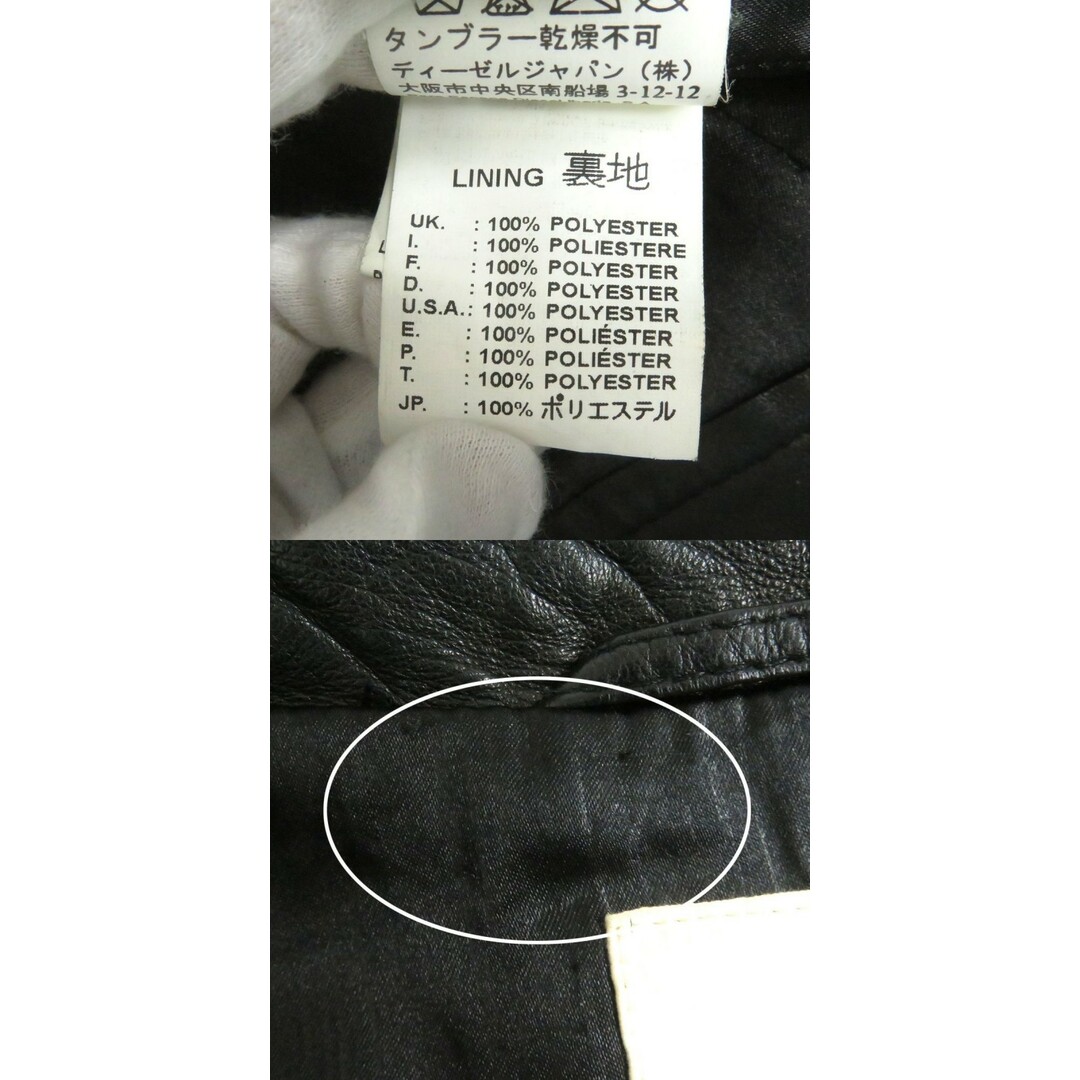 タンブラー乾燥不可
ティーゼルジャパン（株）
大阪市中央区南船場 3-12-12
LINING 裏地
UK. : 100% POLYESTER
I. : 100% POLIESTERE
F. : 100% POLYESTER
D. : 100% POLYESTER
U.S.A.: 100% POLYESTER
E. : 100% POLIÉSTER
P. : 100% POLIÉSTER
T. : 100% POLYESTER
JP. : 100% ポリエステル